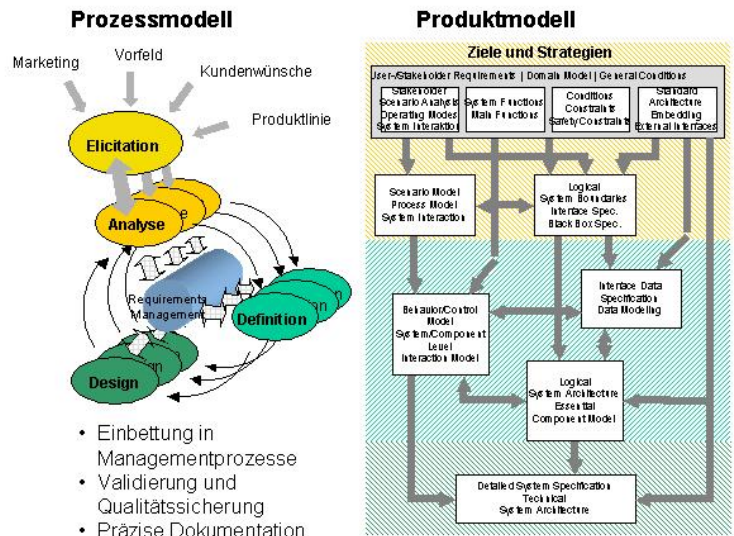 Prozessmodell
Marketing
Vorfeld
Kundenwünsche
Produktlinie
Elicitation
Analyse
Requirements
Management
Definition
Design
• Einbettung in
Managementprozesse
• Validierung und
Qualitätssicherung
• Präzise Dokumentation
Produktmodell
Ziele und Strategien
User-/Stakeholder Requirements | Domain Model | General Conditions
Stakeholder
Scenario Analysis
Operating Modes
System Interaktion
System Functions
Main Functions
Conditions
Constraints
Safety/Constraints
Standard
Architecture
Embedding
External Interfaces
Scenario Model
Process Model
System Interaction
Logical
System Boundaries
Interface Spec.
Black Box Spec.
Behavior/Control
Model
System/Component
Level
Interaction Model
Interface Data
Specification
Data Modeling
Logical
System Architecture
Essential
Component Model
Detailed System Specification
Technical
System Architecture